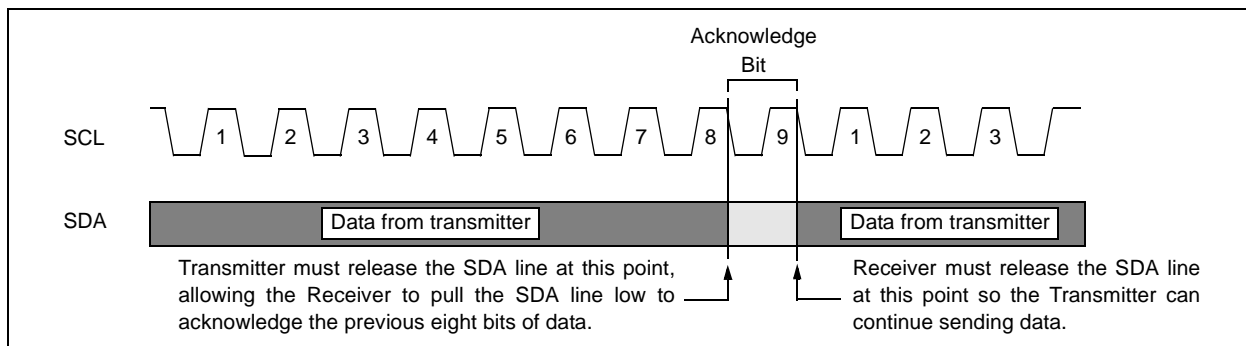 Acknowledge
Bit
SCL
1 2 3 4 5 6 7 8 9 1 2 3
SDA
Data from transmitter
Data from transmitter
Transmitter must release the SDA line at this point,
allowing the Receiver to pull the SDA line low to
acknowledge the previous eight bits of data.
Receiver must release the SDA line
at this point so the Transmitter can
continue sending data.